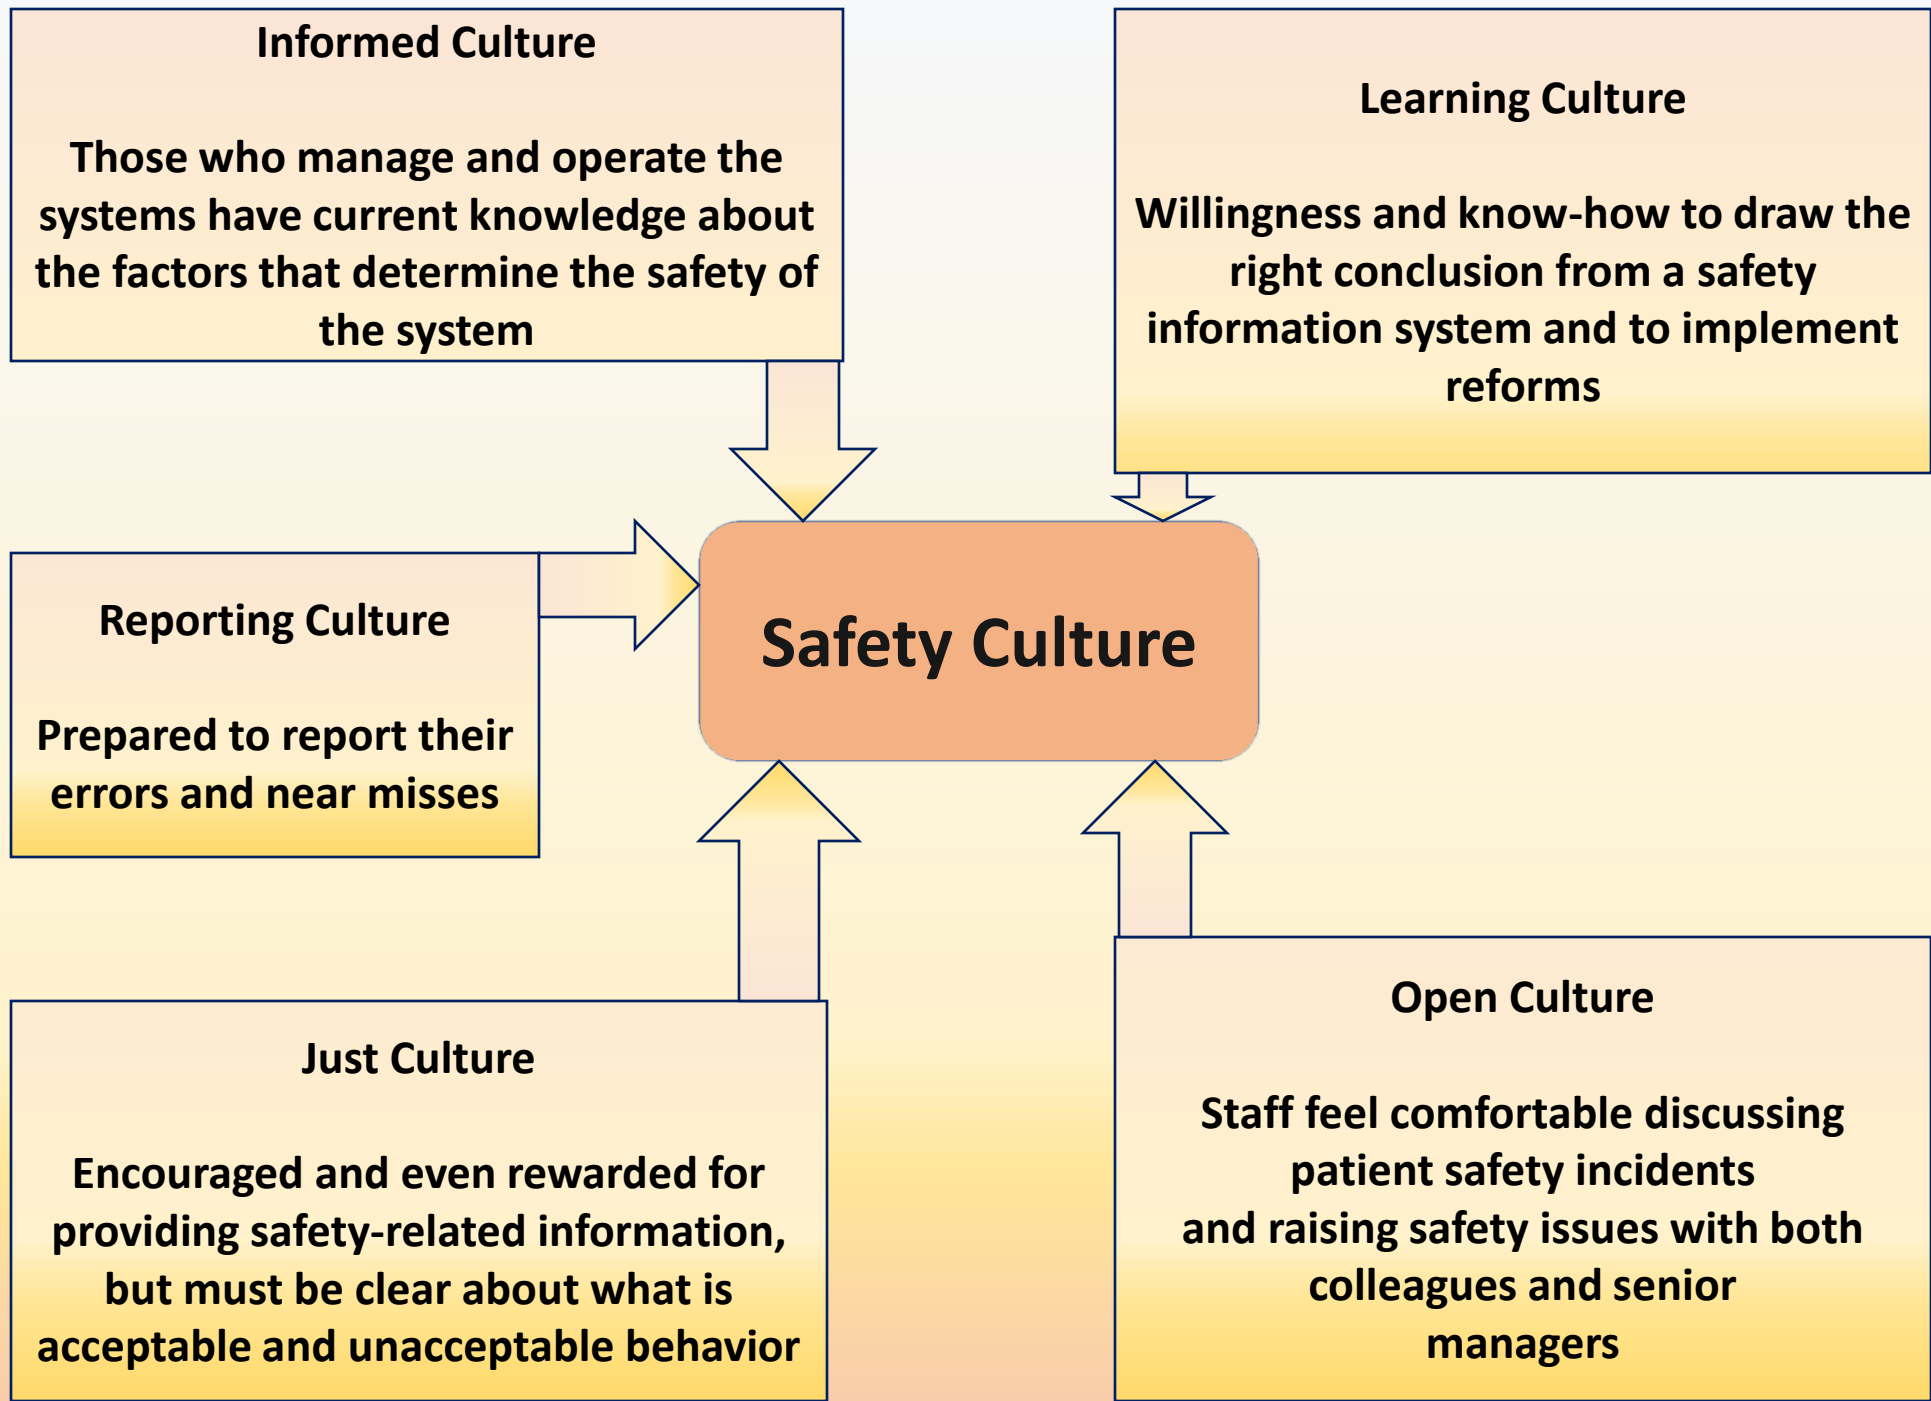 Informed Culture
Those who manage and operate the
systems have current knowledge about
the factors that determine the safety of
the system
Learning Culture
Willingness and know-how to draw the
right conclusion from a safety
information system and to implement
reforms
Reporting Culture
Prepared to report their
errors and near misses
Safety Culture
Just Culture
Encouraged and even rewarded for
providing safety-related information,
but must be clear about what is
acceptable and unacceptable behavior
Open Culture
Staff feel comfortable discussing
patient safety incidents
and raising safety issues with both
colleagues and senior
managers